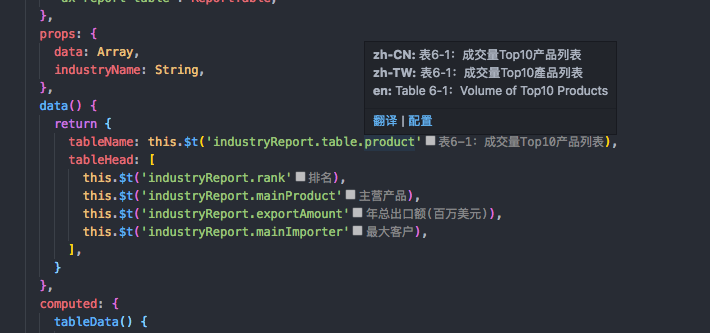 },
props: {
data: Array,
industryName: String,
},
data() {
return {
tableName: this.$t('industryReport.table.product' 表6-1：成交量Top10产品列表),
tableHead: [
this.$t('industryReport.rank' 排名),
this.$t('industryReport.mainProduct' 主营产品),
this.$t('industryReport.exportAmount' 年总出口额(百万美元)),
this.$t('industryReport.mainImporter' 最大客户),
],
}
},
computed: {
tableData() {
zh-CN: 表6-1：成交量Top10产品列表
zh-TW: 表6-1：成交量Top10產品列表
en: Table 6-1：Volume of Top10 Products
翻译 | 配置